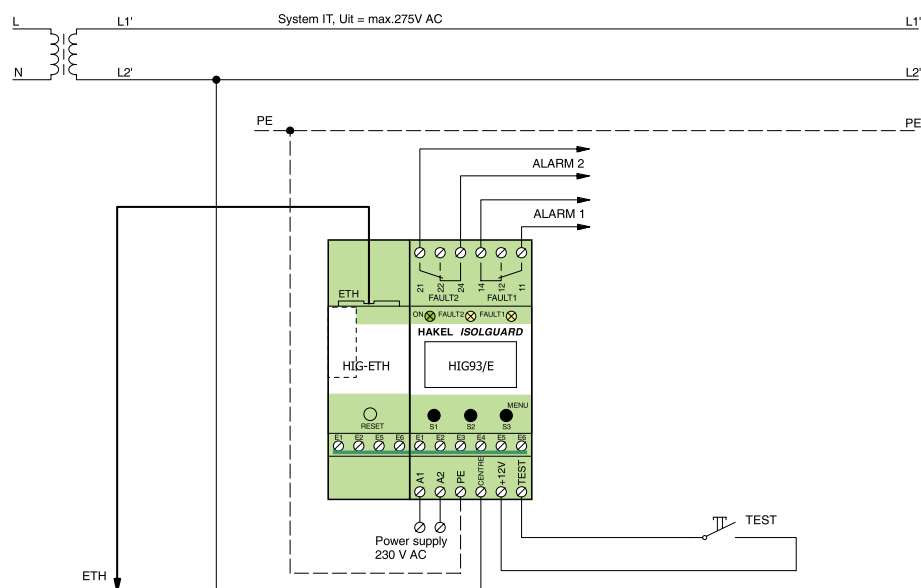 System IT, Uit = max.275V AC
L L1' L1'
N L2' L2'
PE PE
ALARM 2
ALARM 1
21 22 24 14 12 11
ETH FAULT2 FAULT1
ON FAULT2 FAULT1
HAKEL ISOLGUARD
HIG-ETH HIG93/E
MENU
RESET S1 S2 S3
E1 E2 E5 E6 E1 E2 E3 E4 E5 E6
A1 A2 PE CENTRE +12V TEST
TEST
Power supply
230 V AC
ETH